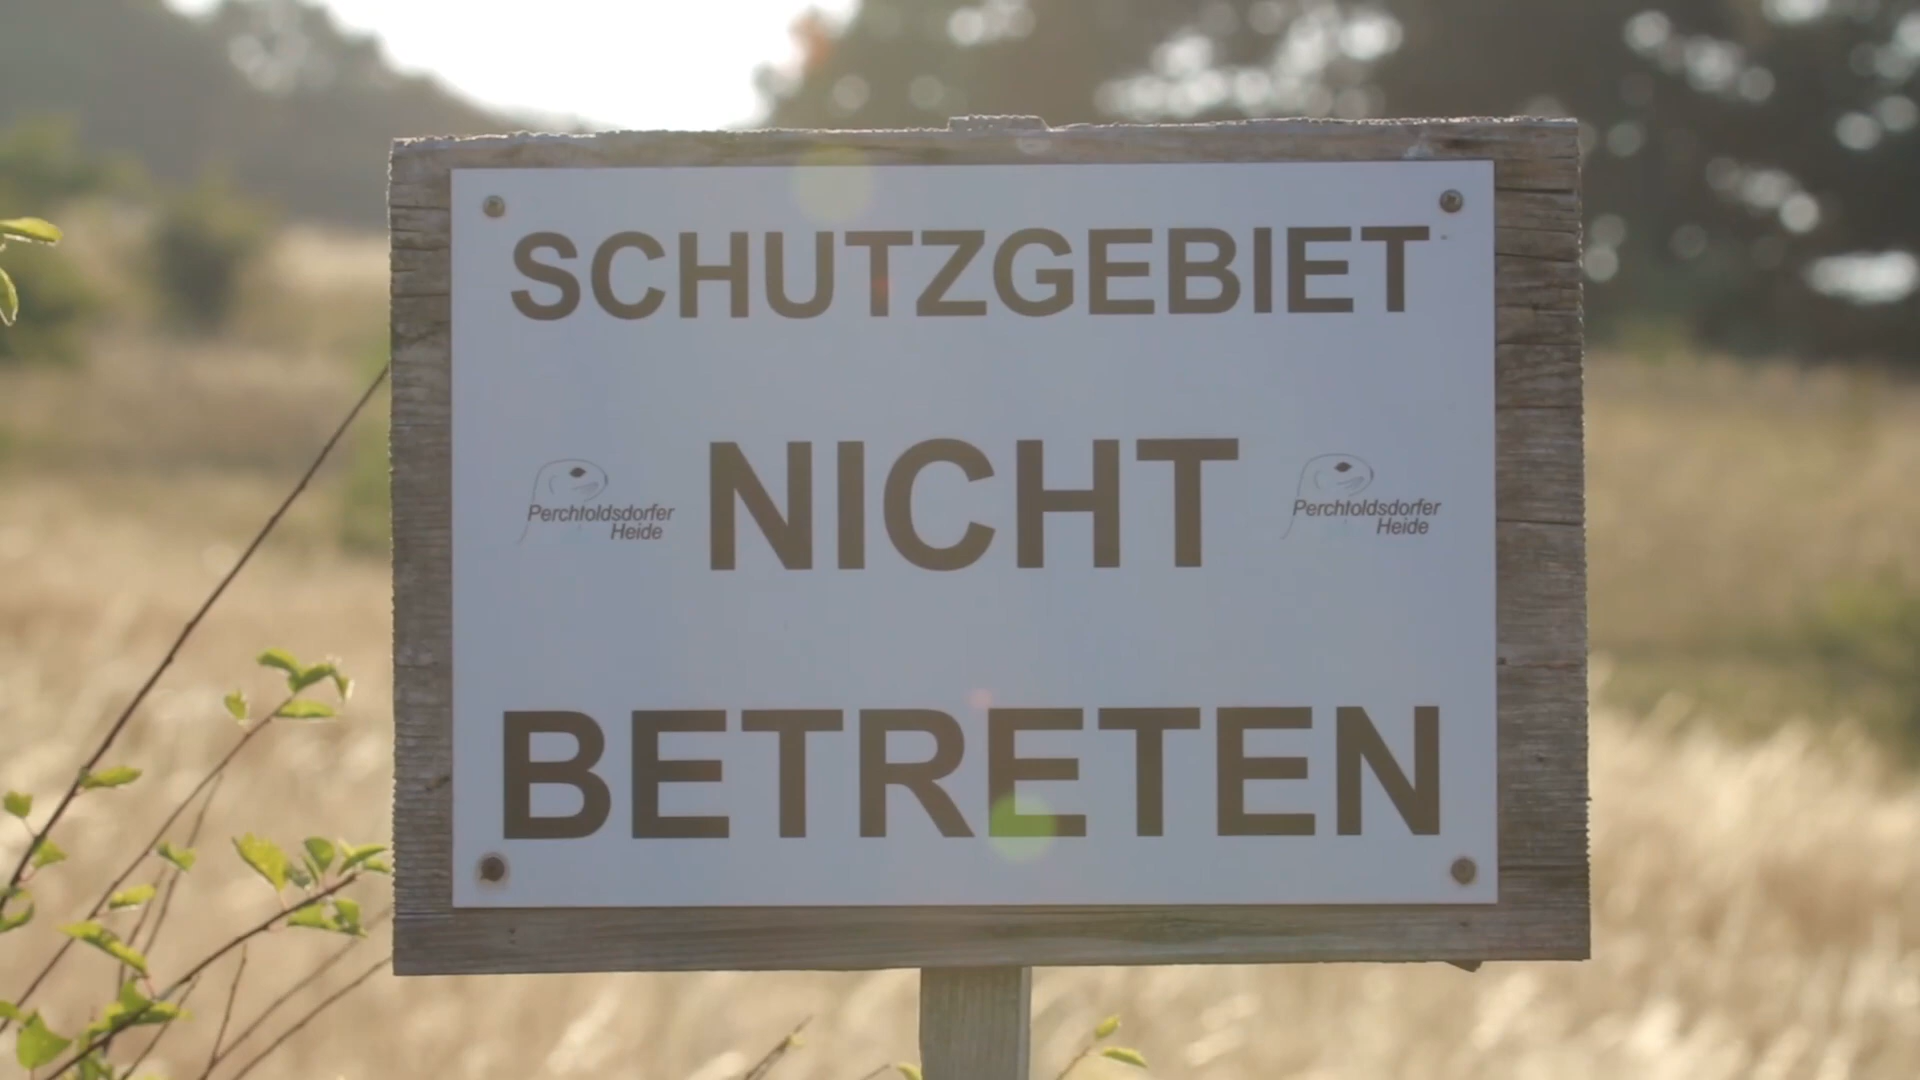 SCHUTZGEBIET
Perchtoldsdorfer
Heide
NICHT
Perchtoldsdorfer
Heide
BETRETEN